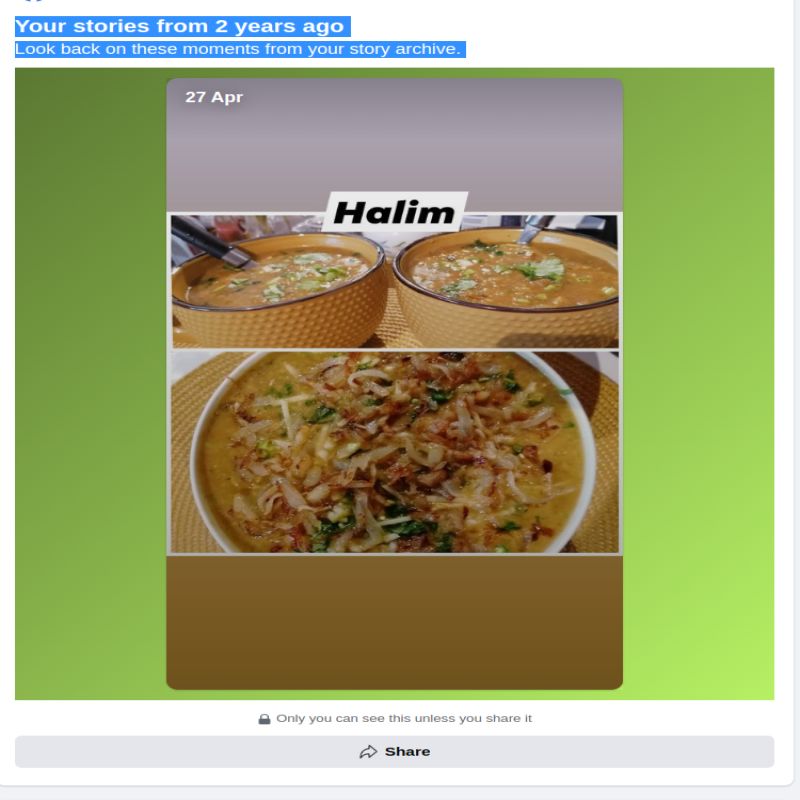 Your stories from 2 years ago
Look back on these moments from your story archive.
27 Apr
Halim
Only you can see this unless you share it
Share